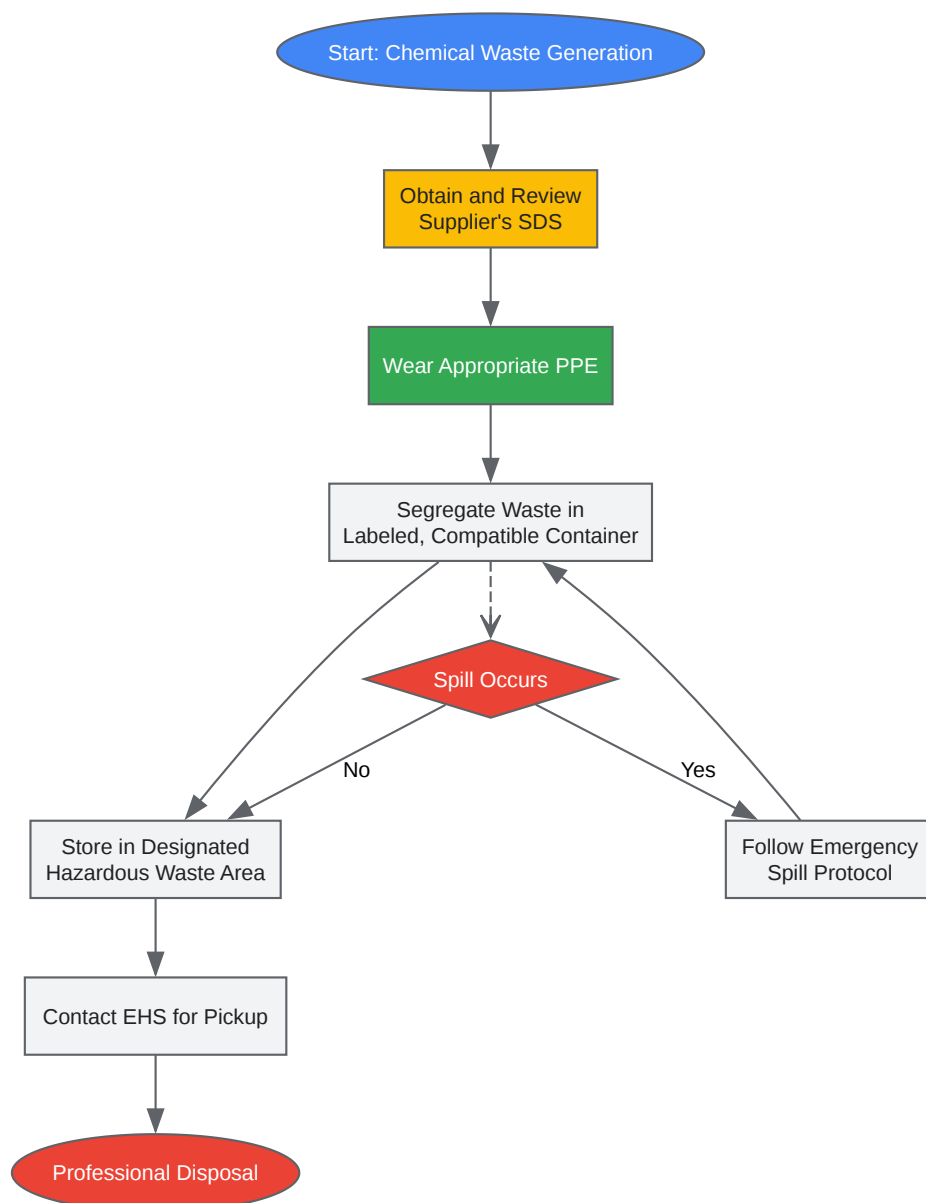 Start: Chemical Waste Generation
Obtain and Review
Supplier's SDS
Wear Appropriate PPE
Segregate Waste in
Labeled, Compatible Container
Spill Occurs
No
Yes
Store in Designated
Hazardous Waste Area
Follow Emergency
Spill Protocol
Contact EHS for Pickup
Professional Disposal